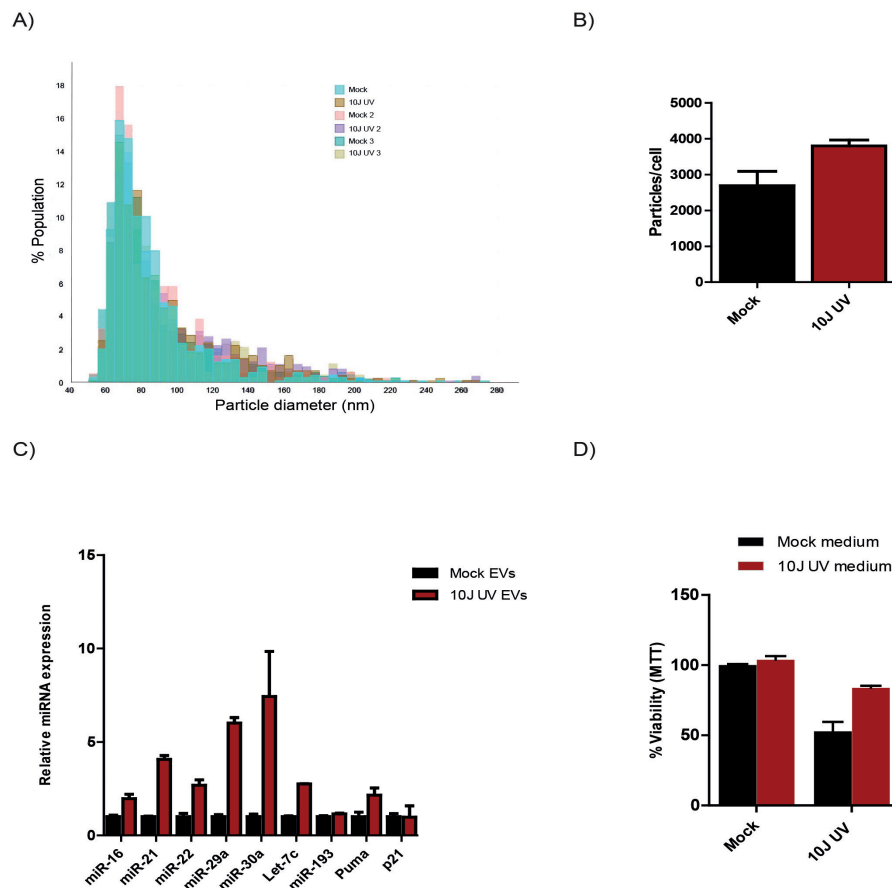 A)
% Population
18
16
14
12
10
8
6
4
2
0
40 60 80 100 120 140 160 180 200 220 240 260 280
Particle diameter (nm)
Mock
10J UV
Mock 2
10J UV 2
Mock 3
10J UV 3
B)
Particles/cell
5000
4000
3000
2000
1000
0
Mock 10J UV
C)
Relative miRNA expression
15
10
5
0
Mock EVs
10J UV EVs
miR-16 miR-21 miR-22 miR-29a miR-30a Let-7c miR-193 Puma p21
D)
Mock medium
10J UV medium
% Viability (MTT)
150
100
50
0
Mock 10J UV